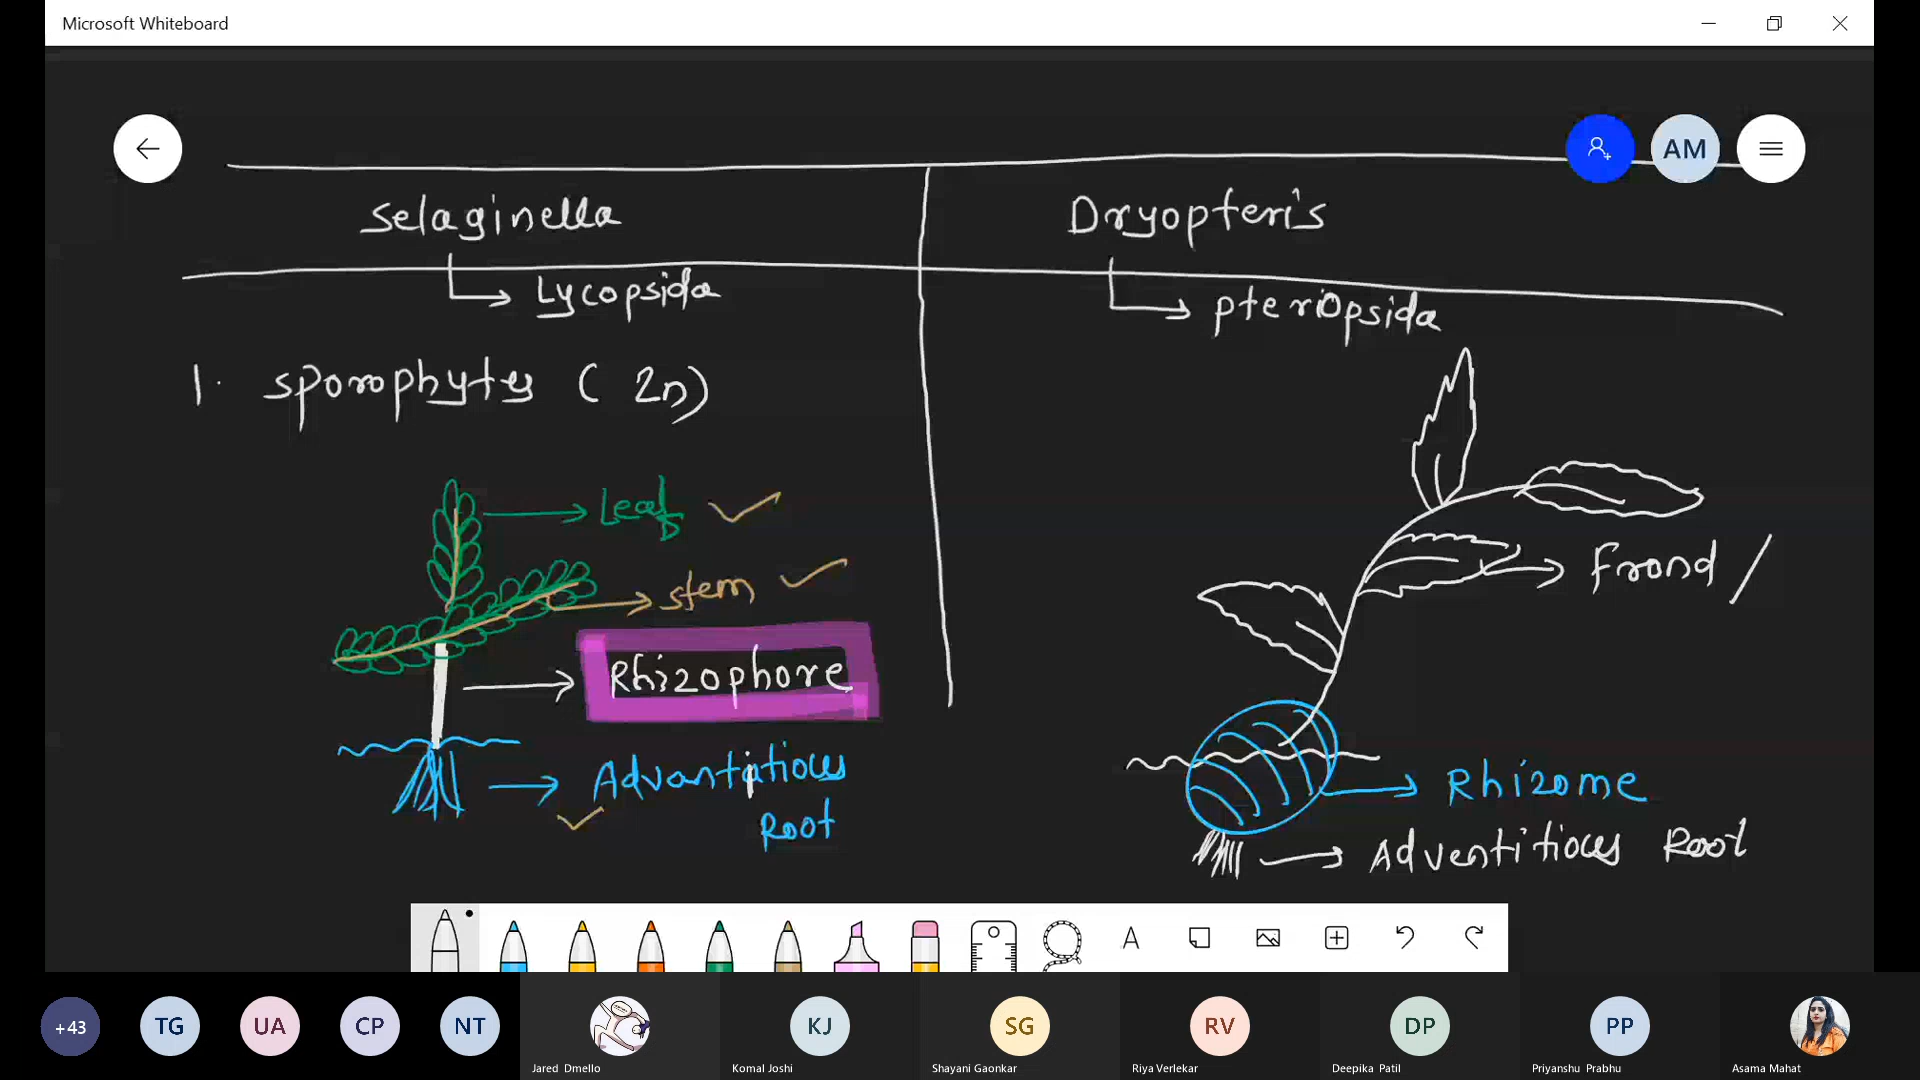 Microsoft Whiteboard
AM
Selaginella
Dryopteris
Lycopsida
pteriopsida
1. sporophytes ( 2n)
Leaf
Frond /
stem
Rhizophore
Advantitious
Root
Rhizome
Adventitious Root
A
+43
TG
UA
CP
NT
KJ
SG
RV
DP
PP
Jared Dmello
Komal Joshi
Shayani Gaonkar
Riya Verlekar
Deepika Patil
Priyanshu Prabhu
Asama Mahat